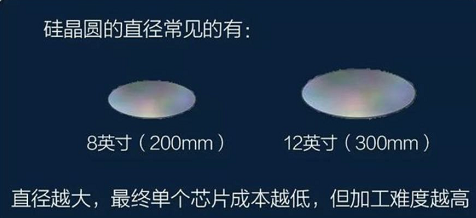 硅晶圆的直径常见的有：
8英寸（200mm）
12英寸（300mm）
直径越大，最终单个芯片成本越低，但加工难度越高